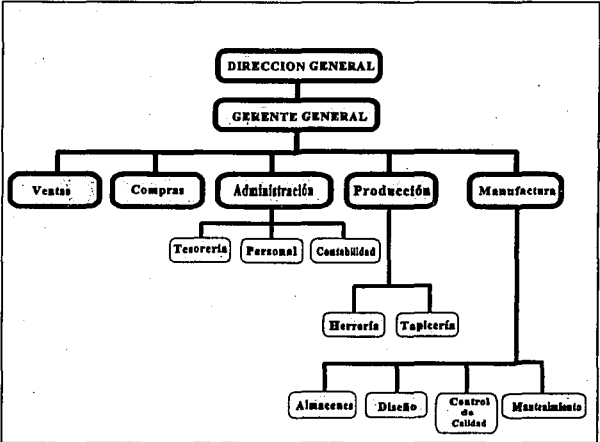 DIRECCION GENERAL
GERENTE GENERAL
Ventas
Compras
Administración
Producción
Manufactura
Tesorería
Personal
Contabilidad
Herrería
Tapicería
Almacenes
Diseño
Control
de
Calidad
Mantenimiento